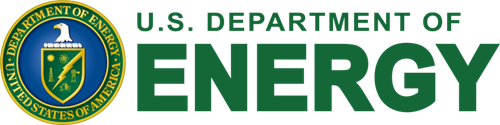 DEPARTMENT OF ENERGY
UNITED STATES OF AMERICA
U.S. DEPARTMENT OF
ENERGY